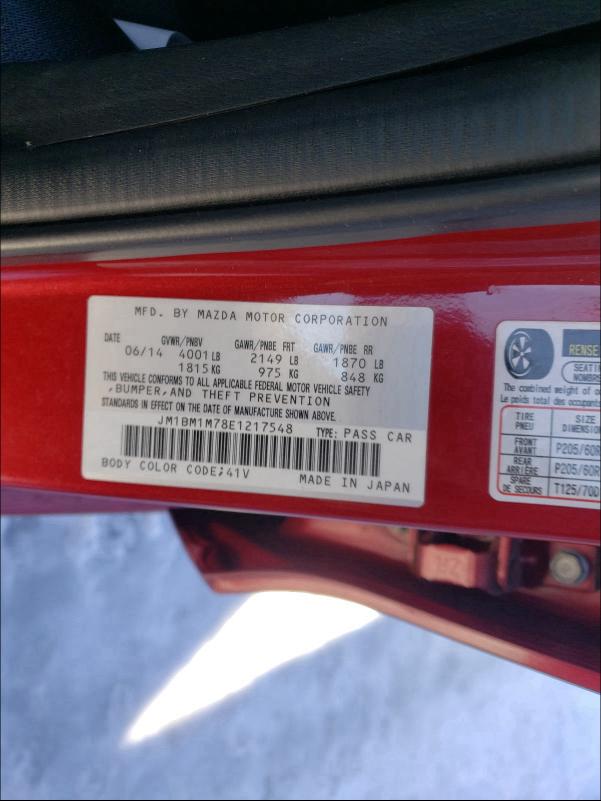 MFD. BY MAZDA MOTOR CORPORATION
DATE GVWR/PNBV GAWR/PNBE FRT GAWR/PNBE RR
06/14 4001 LB 2149 LB 1870 LB
1815 KG 975 KG 848 KG
THIS VEHICLE CONFORMS TO ALL APPLICABLE FEDERAL MOTOR VEHICLE SAFETY
,BUMPER,AND THEFT PREVENTION
STANDARDS IN EFFECT ON THE DATE OF MANUFACTURE SHOWN ABOVE.
JM1BM1M78E1217548 TYPE: PASS CAR
BODY COLOR CODE;41V MADE IN JAPAN
RENSE
SEATIN
NOMBRE
The combined weight of o
Le poids total des occ
TIRE
PNEU
SIZE
DIMENSION
FRONT
AVANT
P205/60R
REAR
ARRIÈRE
P205/60R
SPARE
DE SECOURS
T125/70D